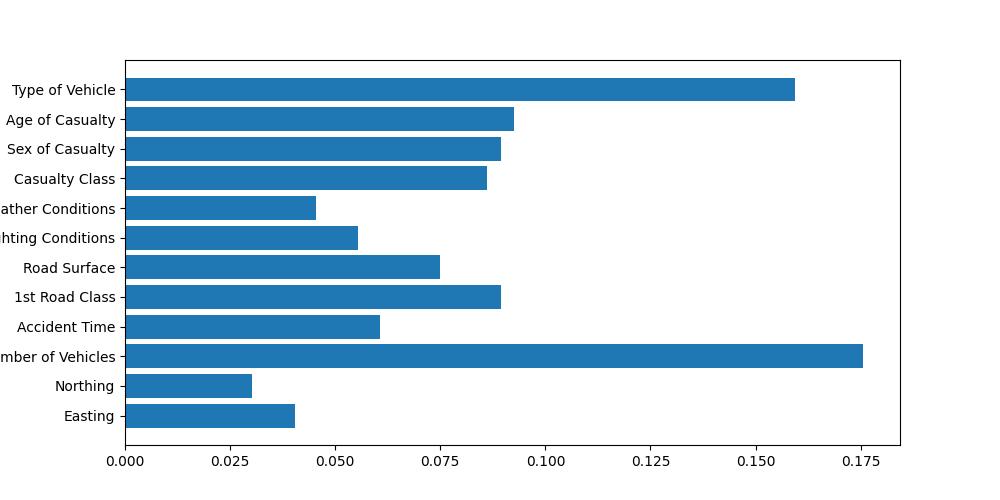 Type of Vehicle
Age of Casualty
Sex of Casualty
Casualty Class
ather Conditions
hting Conditions
Road Surface
1st Road Class
Accident Time
mber of Vehicles
Northing
Easting
0.000 0.025 0.050 0.075 0.100 0.125 0.150 0.175